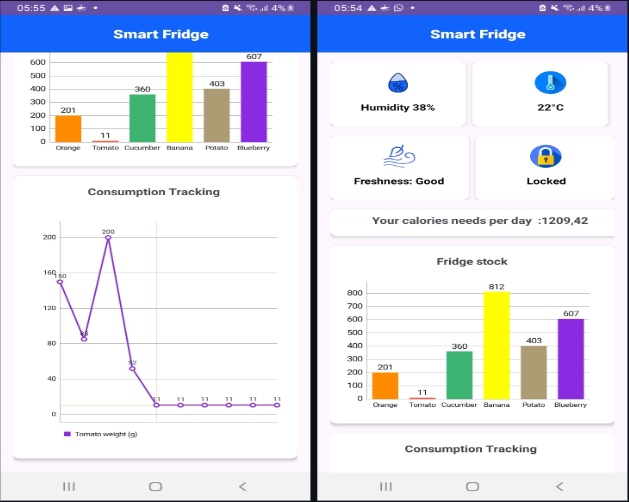 05:55 4%
Smart Fridge
600
500
400
300
200
100
0
201
11
360
403
607
Orange Tomato Cucumber Banana Potato Blueberry
Consumption Tracking
200
160
120
80
40
0
150
200
52
11 11 11 11 11 11
Tomato weight (g)
05:54 4%
Smart Fridge
%
Humidity 38%
22°C
Freshness: Good
Locked
Your calories needs per day :1209,42
Fridge stock
800
700
600
500
400
300
200
100
0
201
11
360
812
403
607
Orange Tomato Cucumber Banana Potato Blueberry
Consumption Tracking